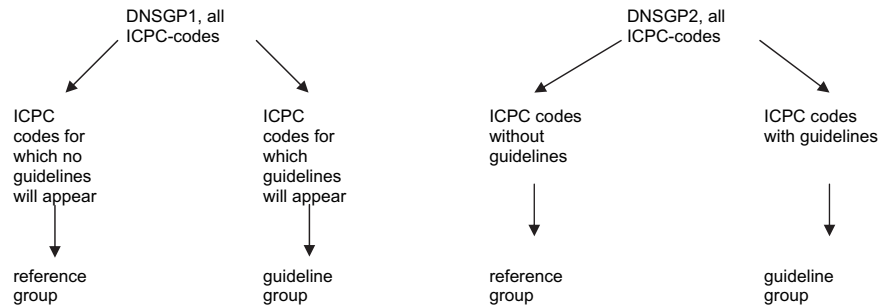 DNSGP1, all
ICPC-codes
DNSGP2, all
ICPC-codes
ICPC
codes for
which no
guidelines
will appear
ICPC
codes for
which
guidelines
will appear
ICPC codes
without
guidelines
ICPC codes
with guidelines
reference
group
guideline
group
reference
group
guideline
group